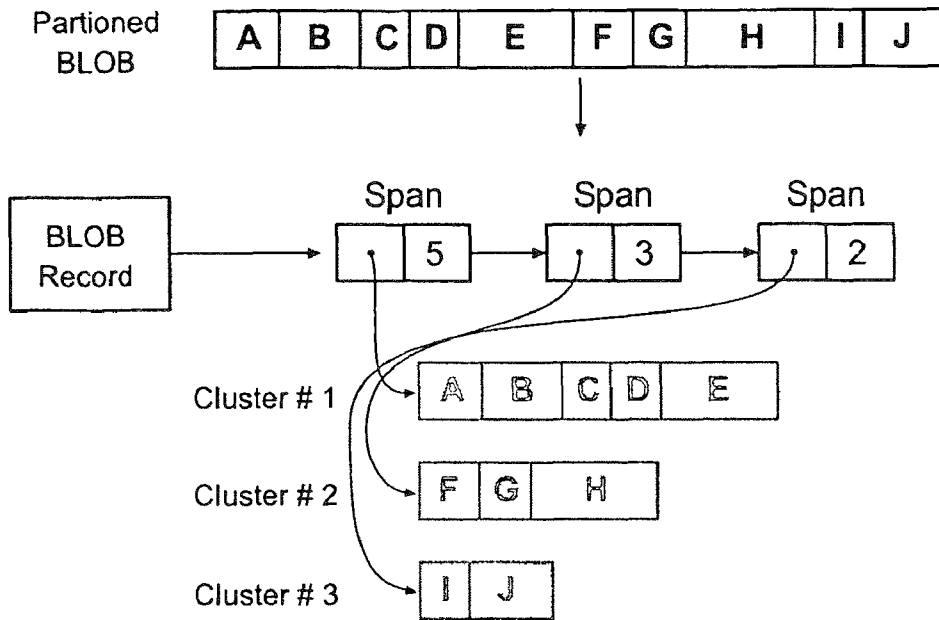 Partioned
BLOB
A B C D E F G H I J
BLOB
Record
Span Span Span
5 3 2
Cluster # 1
A B C D E
Cluster # 2
F G H
Cluster # 3
I J